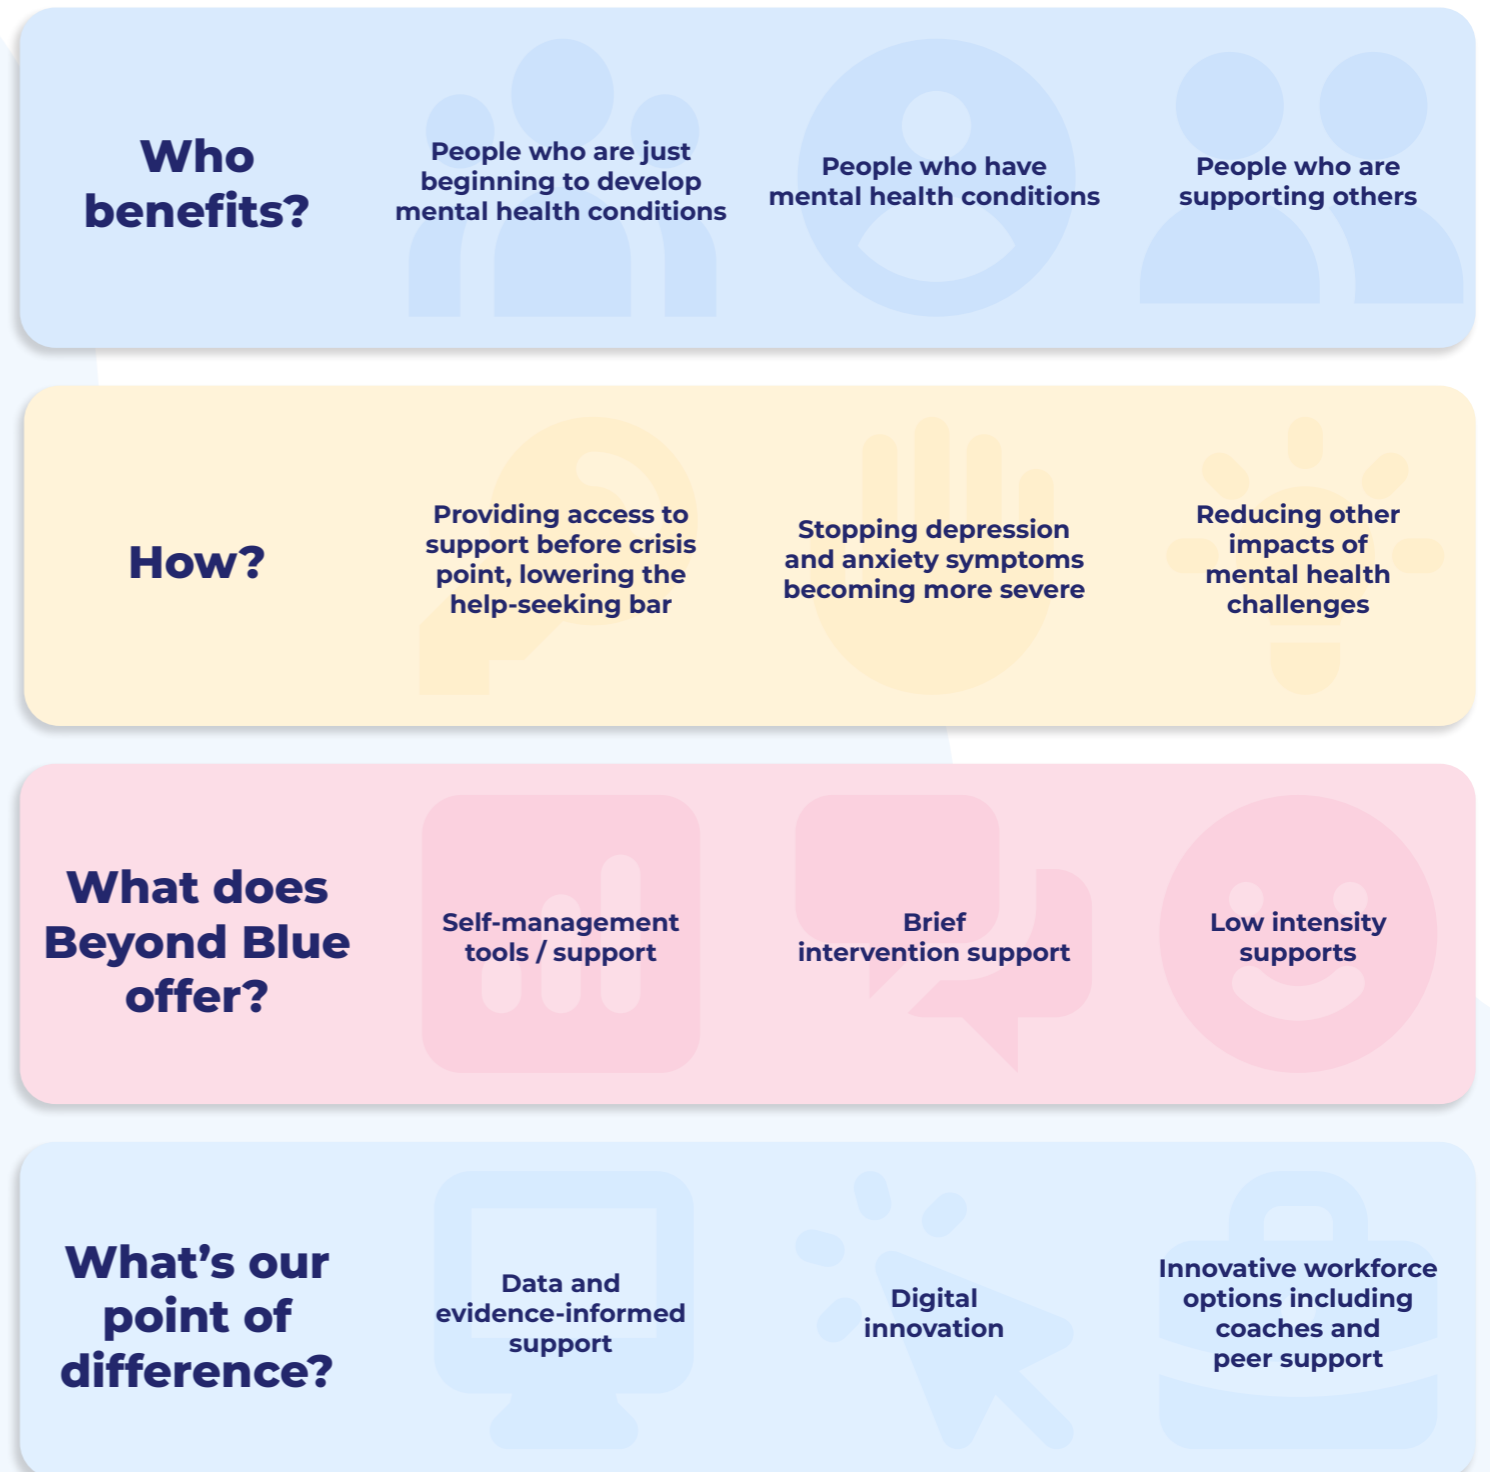 Who
benefits?
People who are just
beginning to develop
mental health conditions
People who have
mental health conditions
People who are
supporting others
How?
Providing access to
support before crisis
point, lowering the
help-seeking bar
Stopping depression
and anxiety symptoms
becoming more severe
Reducing other
impacts of
mental health
challenges
What does
Beyond Blue
offer?
Self-management
tools / support
Brief
intervention support
Low intensity
supports
What’s our
point of
difference?
Data and
evidence-informed
support
Digital
innovation
Innovative workforce
options including
coaches and
peer support